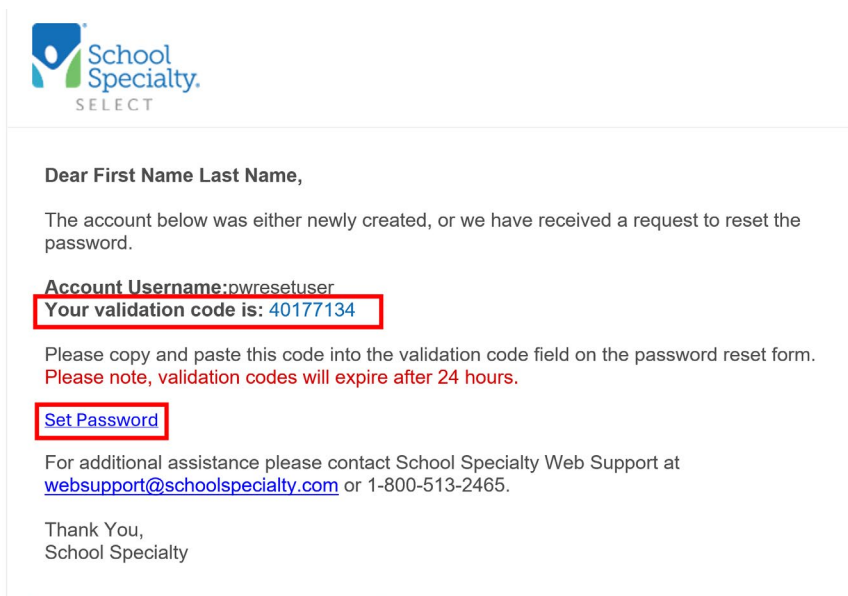 School
Specialty.
SELECT
Dear First Name Last Name,
The account below was either newly created, or we have received a request to reset the
password.
Account Username:pwresetuser
Your validation code is: 40177134
Please copy and paste this code into the validation code field on the password reset form.
Please note, validation codes will expire after 24 hours.
Set Password
For additional assistance please contact School Specialty Web Support at
websupport@schoolspecialty.com or 1-800-513-2465.
Thank You,
School Specialty